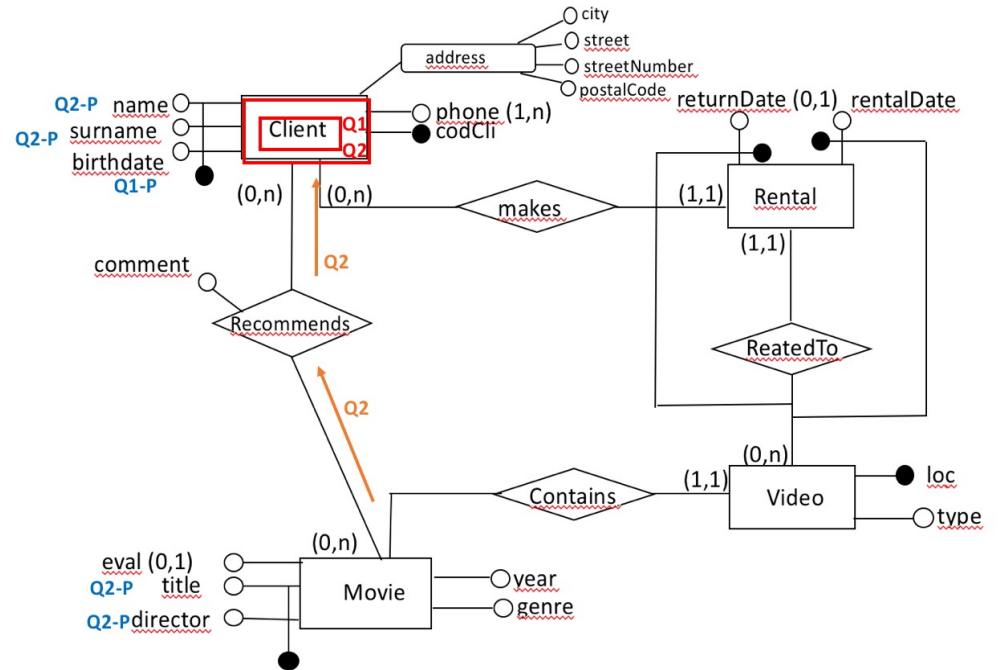 city
street
streetNumber
postalCode
address
returnDate (0,1) rentalDate
Q2-P name
Q2-P surname
birthdate
Q1-P
Client Q1
Q2
phone (1,n)
codCli
(0,n) (0,n)
makes
(1,1)
Rental
(1,1)
Q2
comment
Recommends
ReatedTo
Q2
(0,n)
(1,1)
Contains
Video
loc
type
(0,n)
eval (0,1)
Q2-P title
Q2-P director
Movie
year
genre